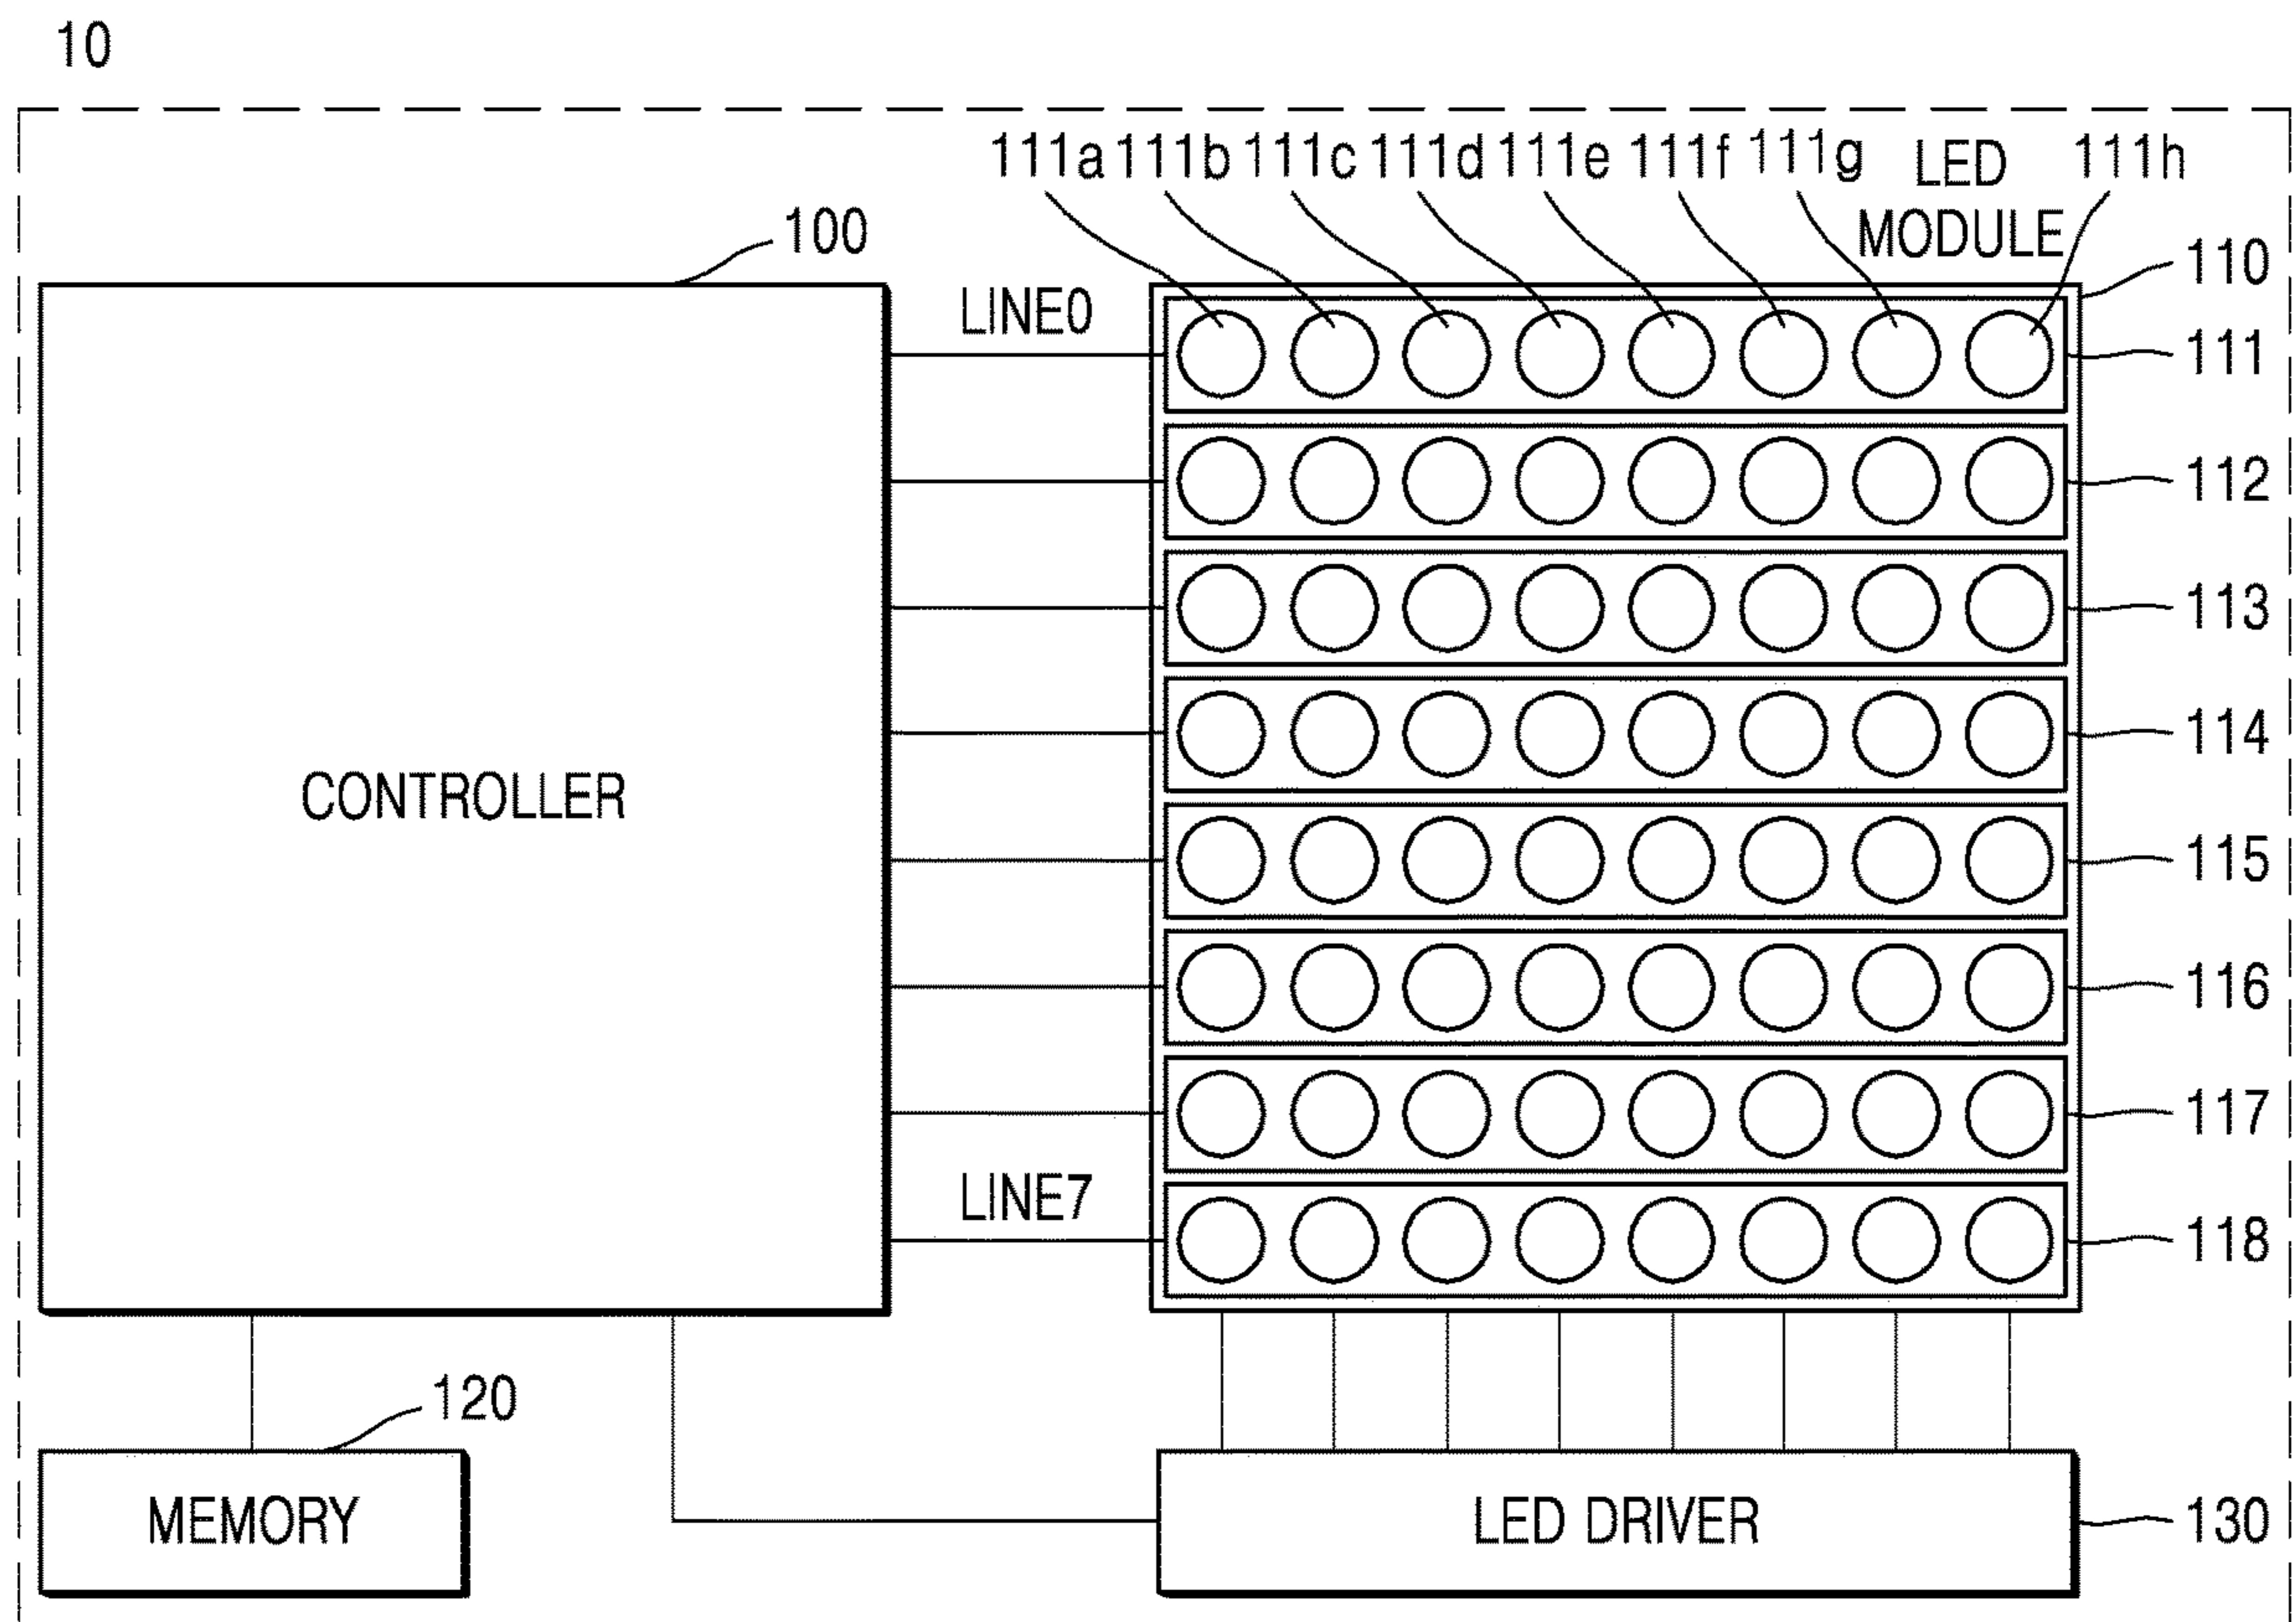 10
111a 111b 111c 111d 111e 111f 111g LED MODULE 111h
100
110
LINE0
111
112
113
114
CONTROLLER
115
116
117
LINE7
118
120
MEMORY
LED DRIVER
130